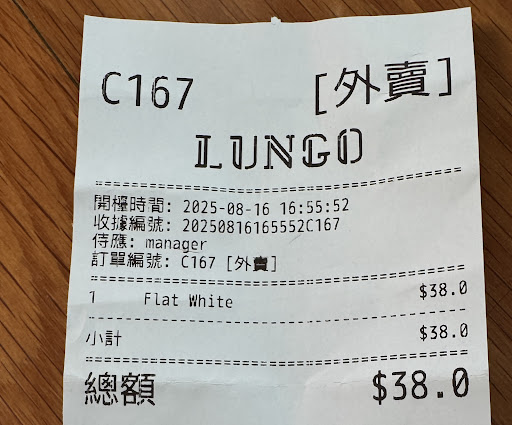 C167 [外賣]
LUNGO
開檯時間: 2025-08-16 16:55:52
收據編號: 20250816165552C167
侍應: manager
訂單編號: C167 [外賣]
1 Flat White $38.0
小計 $38.0
總額 $38.0